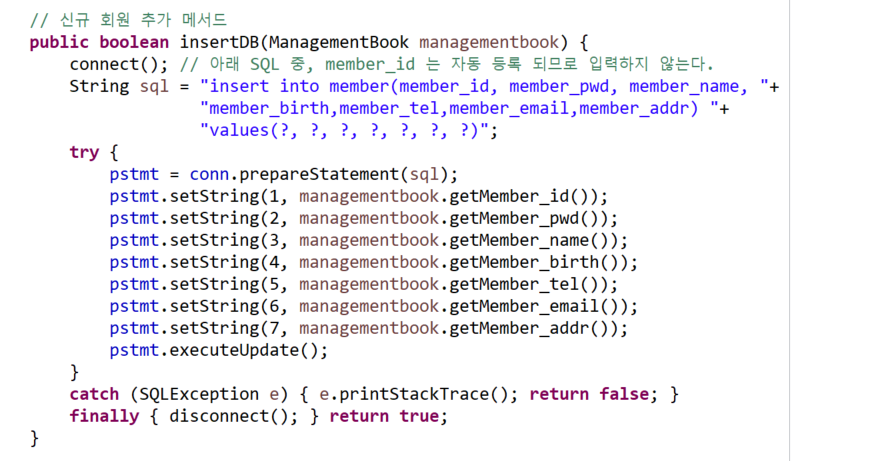 // 신규 회원 추가 메서드
public boolean insertDB(ManagementBook managementbook) {
connect(); // 아래 SQL 중, member_id 는 자동 등록 되므로 입력하지 않는다.
String sql = "insert into member(member_id, member_pwd, member_name, "+
"member_birth,member_tel,member_email,member_addr) "+
"values(?, ?, ?, ?, ?, ?, ?)";
try {
pstmt = conn.prepareStatement(sql);
pstmt.setString(1, managementbook.getMember_id());
pstmt.setString(2, managementbook.getMember_pwd());
pstmt.setString(3, managementbook.getMember_name());
pstmt.setString(4, managementbook.getMember_birth());
pstmt.setString(5, managementbook.getMember_tel());
pstmt.setString(6, managementbook.getMember_email());
pstmt.setString(7, managementbook.getMember_addr());
pstmt.executeUpdate();
}
catch (SQLException e) { e.printStackTrace(); return false; }
finally { disconnect(); } return true;
}